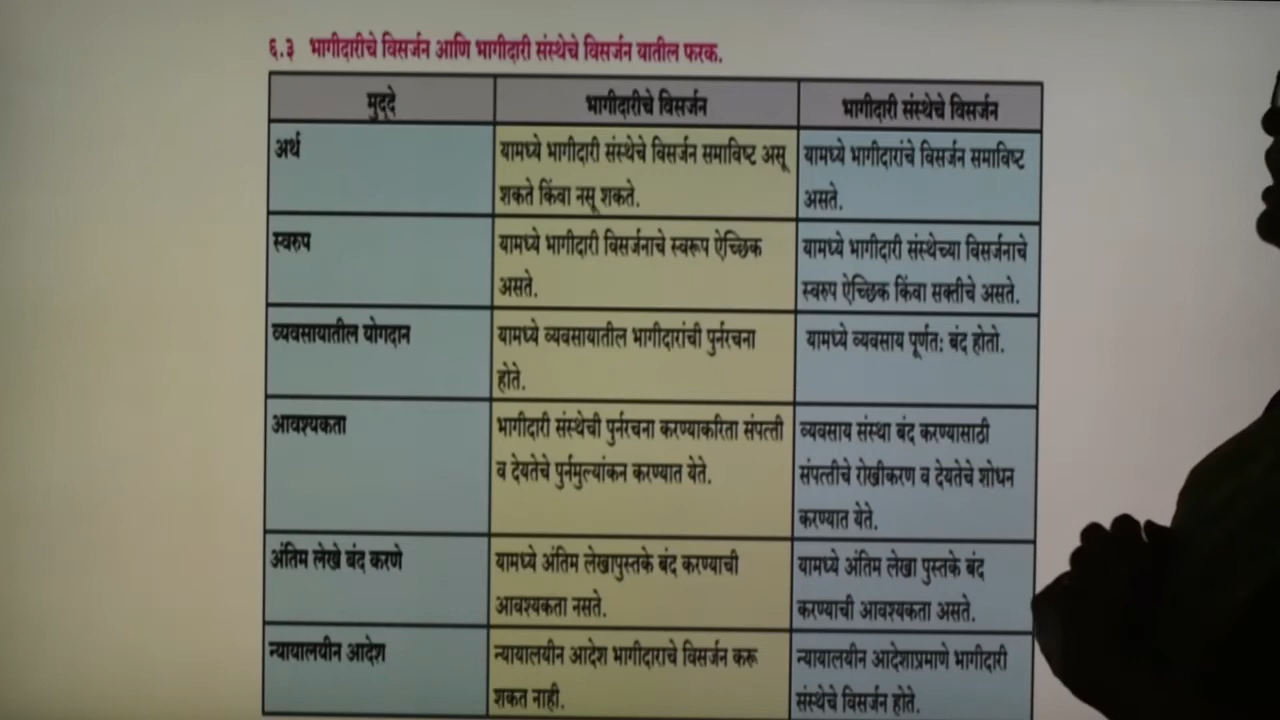 ६.३ भागीदारीचे विसर्जन आणि भागीदारी संस्थेचे विसर्जन यातील फरक.
मुद्दे
भागीदारीचे विसर्जन
भागीदारी संस्थेचे विसर्जन
अर्थ
यामध्ये भागीदारी संस्थेचे विसर्जन समाविष्ट असू
शकते किंवा नसू शकते.
यामध्ये भागीदारांचे विसर्जन समाविष्ट
असते.
स्वरुप
यामध्ये भागीदारी विसर्जनाचे स्वरूप ऐच्छिक
असते.
यामध्ये भागीदारी संस्थेच्या विसर्जनाचे
स्वरुप ऐच्छिक किंवा सक्तीचे असते.
व्यवसायातील योगदान
यामध्ये व्यवसायातील भागीदारांची पुर्नरचना
होते.
यामध्ये व्यवसाय पूर्णत: बंद होतो.
आवश्यकता
भागीदारी संस्थेची पुर्नरचना करण्याकरिता संपत्ती
व देयतेचे पुर्नमुल्यांकन करण्यात येते.
व्यवसाय संस्था बंद करण्यासाठी
संपत्तीचे रोखीकरण व देयतेचे शोधन
करण्यात येते.
अंतिम लेखे बंद करणे
यामध्ये अंतिम लेखापुस्तके बंद करण्याची
आवश्यकता नसते.
यामध्ये अंतिम लेखा पुस्तके बंद
करण्याची आवश्यकता असते.
न्यायालयीन आदेश
न्यायालयीन आदेश भागीदाराचे विसर्जन करू
शकत नाही.
न्यायालयीन आदेशाप्रमाणे भागीदारी
संस्थेचे विसर्जन होते.